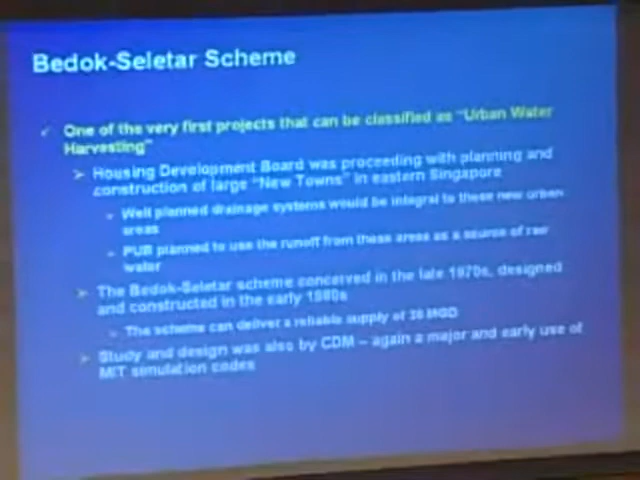 Bedok-Seletar Scheme
✓ One of the very first projects that can be classified as "Urban Water
Harvesting"
➢ Housing Development Board was proceeding with planning and
construction of large "New Towns" in eastern Singapore
Well planned drainage systems would be integral to these new urban
areas
PUB planned to use the runoff from these areas as a source of raw
water
➢ The Bedok-Seletar scheme conceived in the late 1970s, designed
and constructed in the early 1980s
The scheme can deliver a reliable supply of MGD
➢ Study and design was also by CDM – again a major and early use of
MIT simulation codes